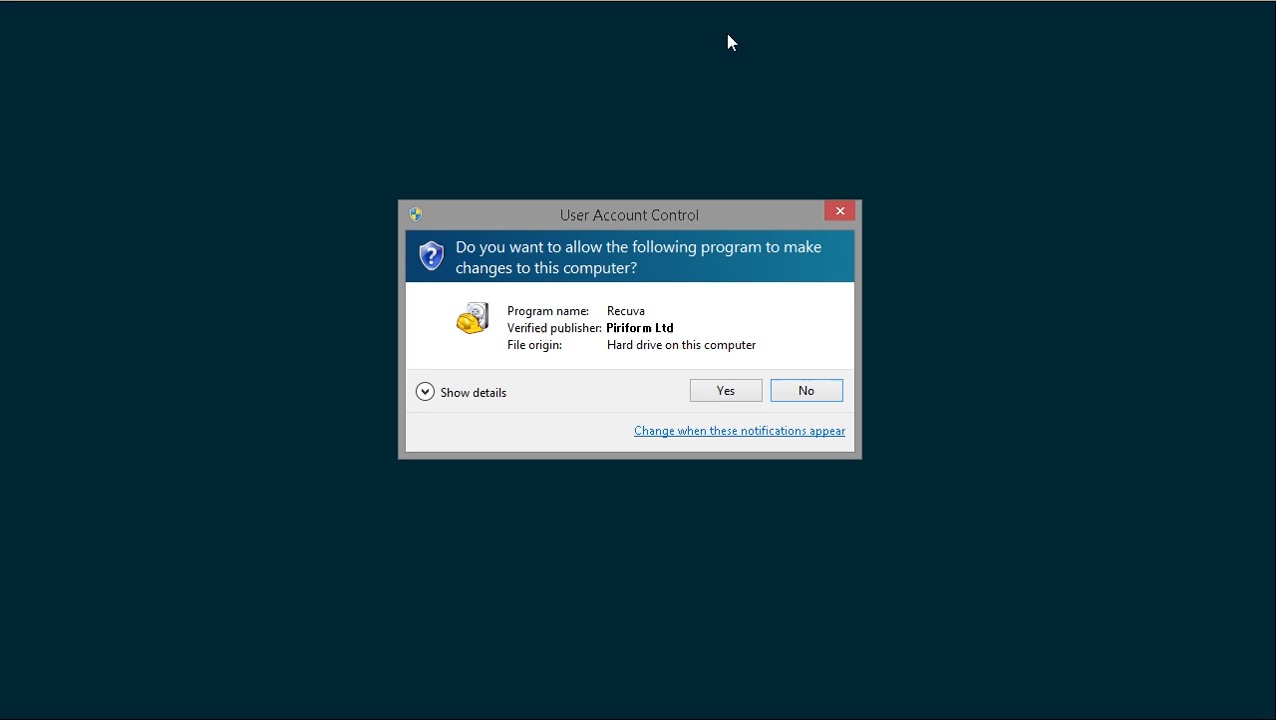 User Account Control
Do you want to allow the following program to make
changes to this computer?
Program name: Recuva
Verified publisher: Piriform Ltd
File origin: Hard drive on this computer
Show details
Yes
No
Change when these notifications appear